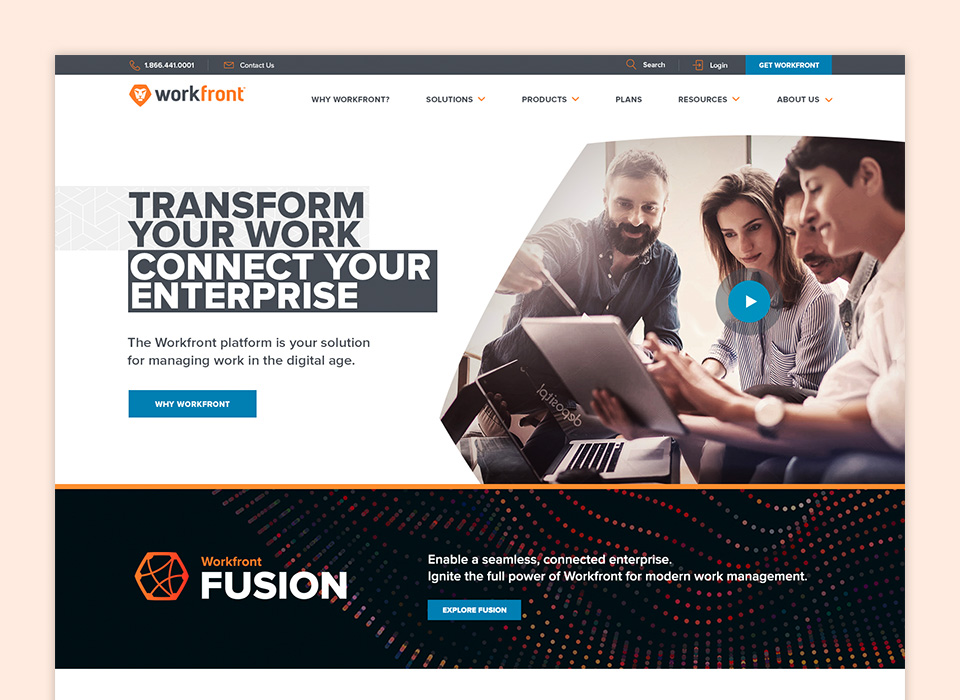 1.866.441.0001
Contact Us
Search
Login
GET WORKFRONT
workfront
WHY WORKFRONT?
SOLUTIONS
PRODUCTS
PLANS
RESOURCES
ABOUT US
TRANSFORM
YOUR WORK
CONNECT YOUR
ENTERPRISE
The Workfront platform is your solution
for managing work in the digital age.
WHY WORKFRONT
depositphotos
Workfront
FUSION
Enable a seamless, connected enterprise.
Ignite the full power of Workfront for modern work management.
EXPLORE FUSION